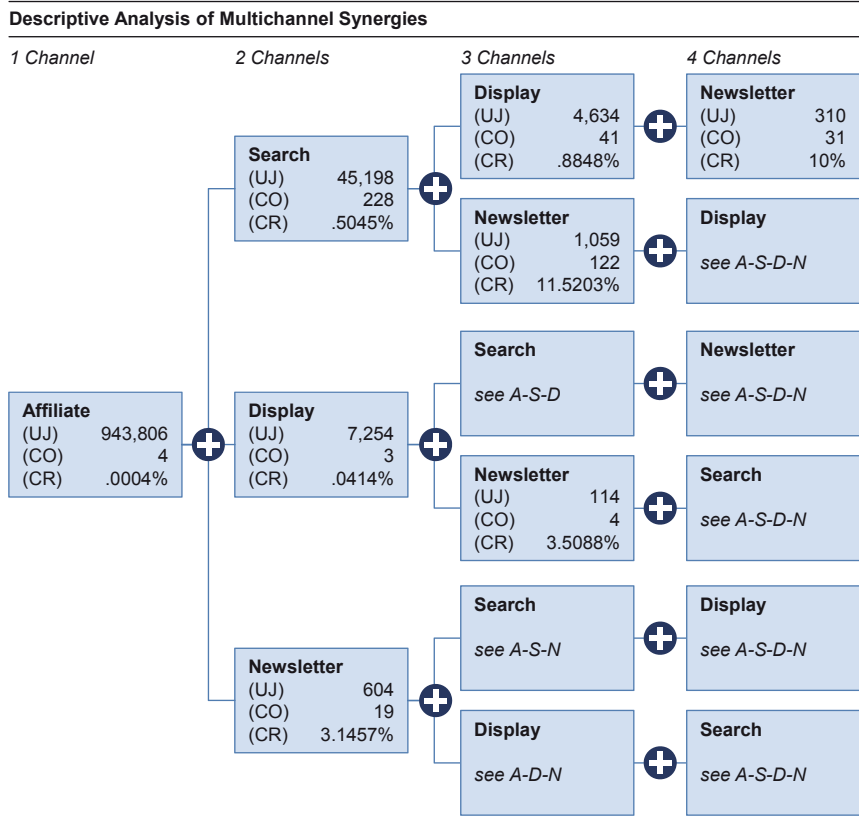 Descriptive Analysis of Multichannel Synergies
1 Channel 2 Channels 3 Channels 4 Channels
Affiliate
(UJ) 943,806
(CO) 4
(CR) .0004%
Search
(UJ) 45,198
(CO) 228
(CR) .5045%
Display
(UJ) 4,634
(CO) 41
(CR) .8848%
Newsletter
(UJ) 310
(CO) 31
(CR) 10%
Newsletter
(UJ) 1,059
(CO) 122
(CR) 11.5203%
Display
see A-S-D-N
Display
(UJ) 7,254
(CO) 3
(CR) .0414%
Search
see A-S-D
Newsletter
see A-S-D-N
Newsletter
(UJ) 114
(CO) 4
(CR) 3.5088%
Search
see A-S-D-N
Newsletter
(UJ) 604
(CO) 19
(CR) 3.1457%
Search
see A-S-N
Display
see A-S-D-N
Display
see A-D-N
Search
see A-S-D-N